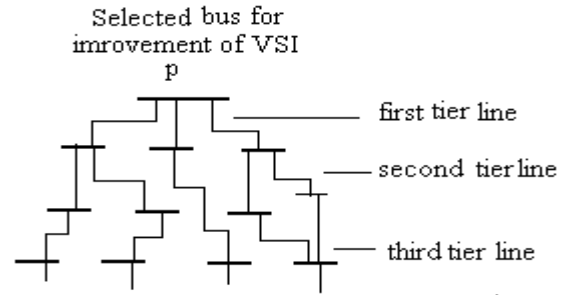 Selected bus for
imrovement of VSI
p
first tier line
second tier line
third tier line